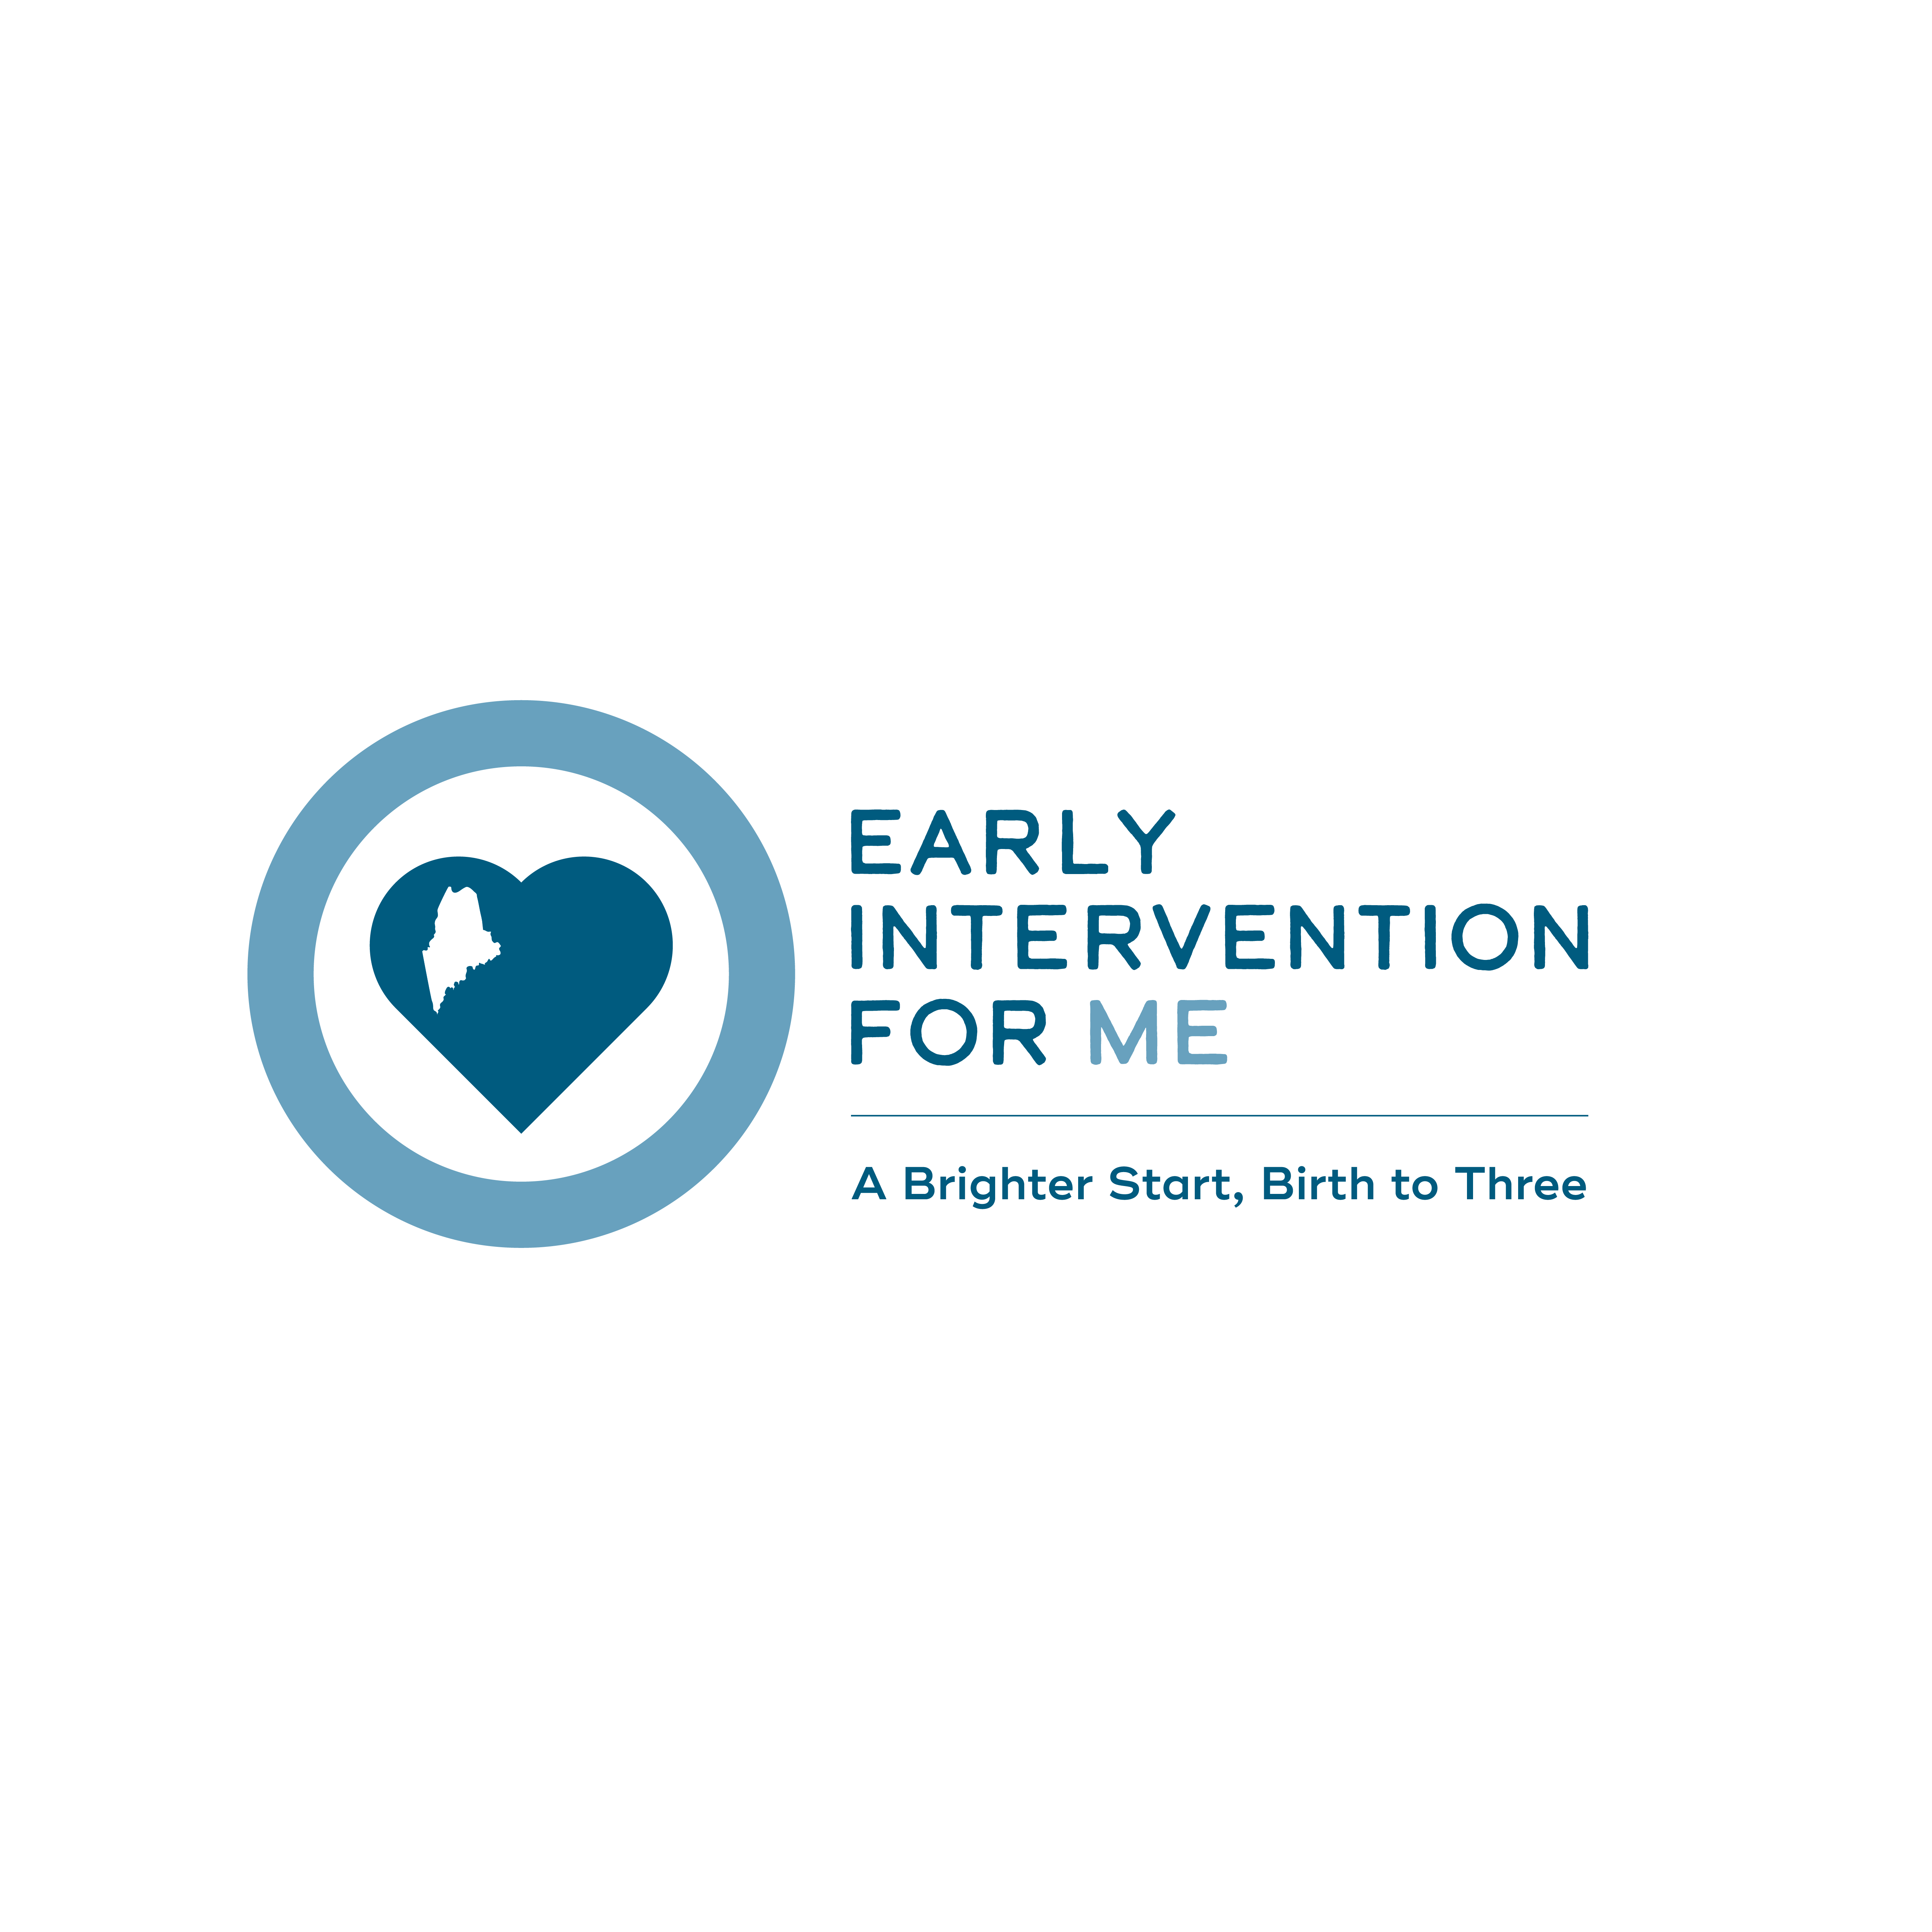 EARLY
INTERVENTION
FOR ME
A Brighter Start, Birth to Three